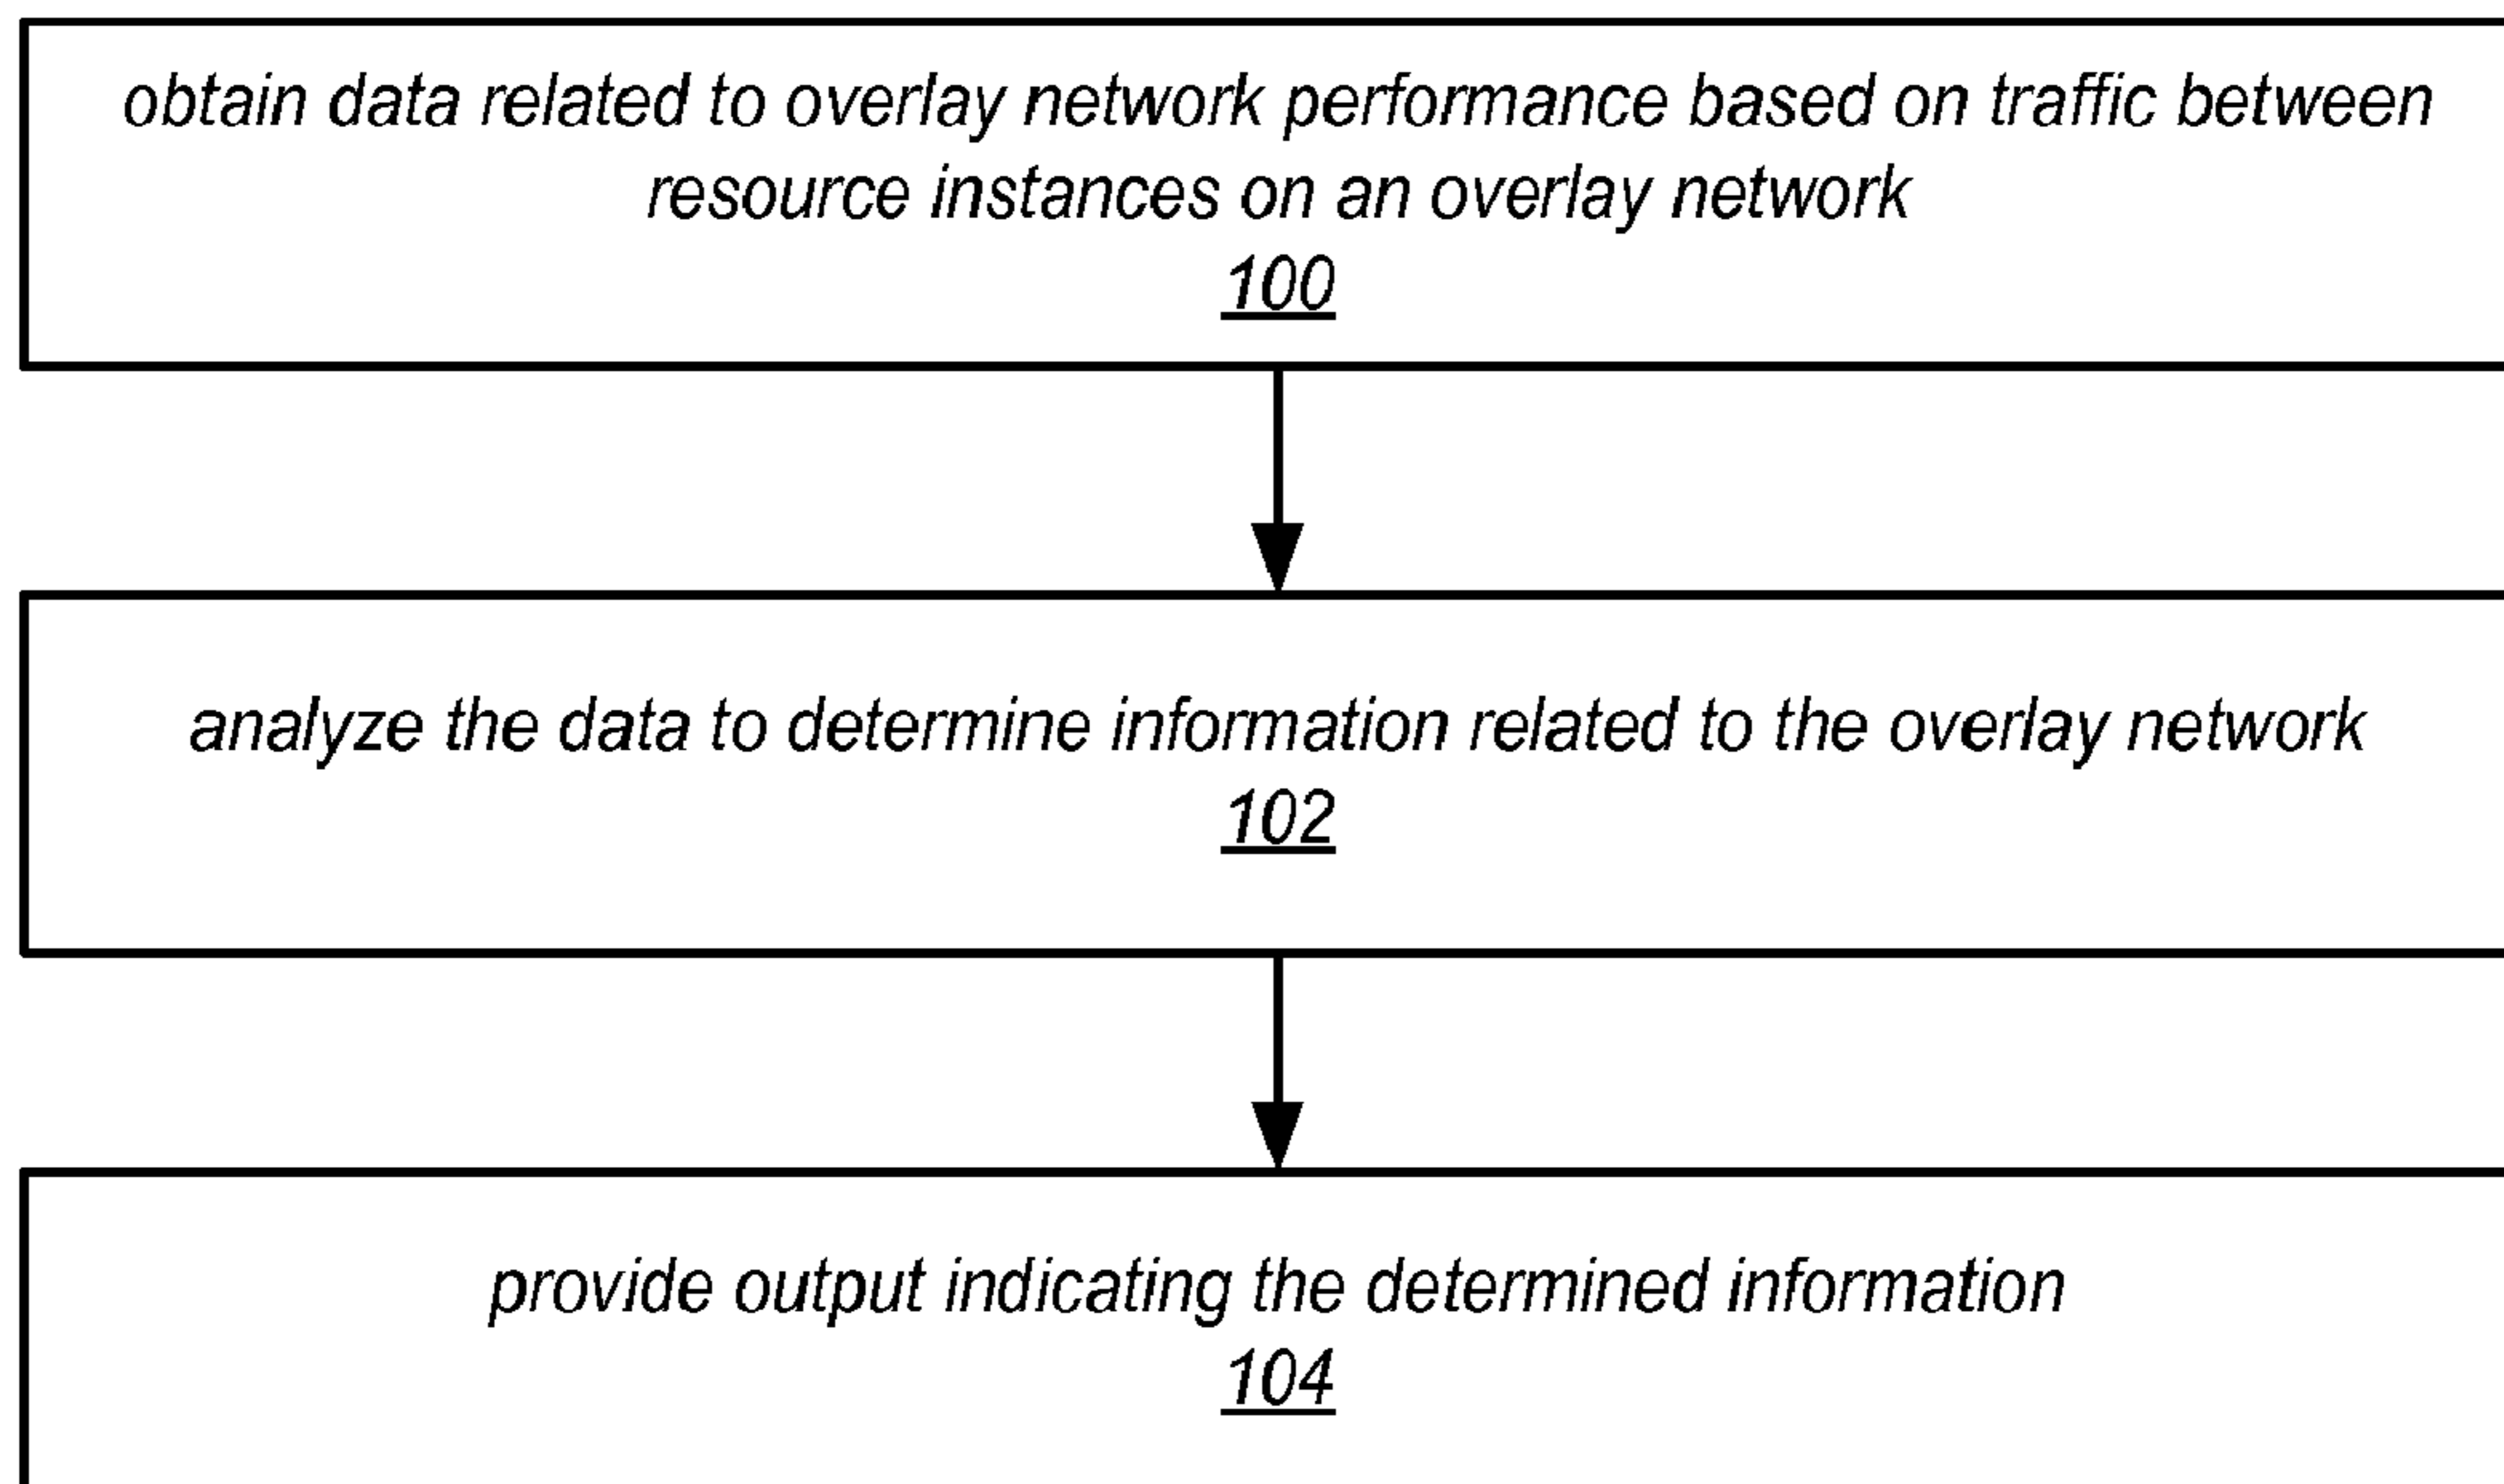 obtain data related to overlay network performance based on traffic between
resource instances on an overlay network
100
analyze the data to determine information related to the overlay network
102
provide output indicating the determined information
104